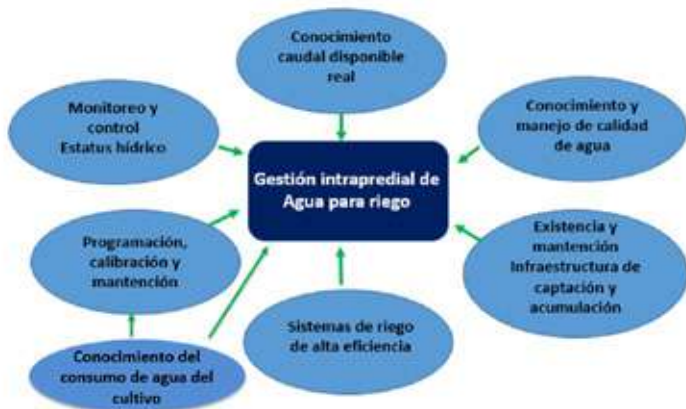 Conocimiento
caudal disponible
real
Monitoreo y
control
Estatus hídrico
Conocimiento y
manejo de calidad
de agua
Gestión intrapredial de
Agua para riego
Programación,
calibración y
mantención
Existencia y
mantención
Infraestructura de
captación y
acumulación
Sistemas de riego
de alta eficiencia
Conocimiento del
consumo de agua del
cultivo